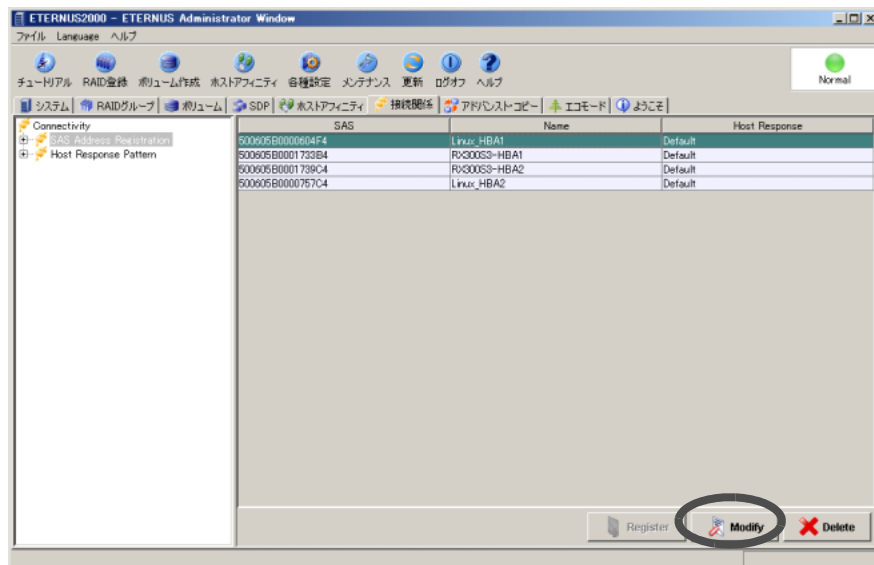 ETERNUS2000 - ETERNUS Administrator Window
ファイル Language ヘルプ
チュートリアル RAID登録 ボリューム作成 ホストアフィニティ 各種設定 メンテナンス 更新 ログオフ ヘルプ
Normal
システム RAIDグループ ボリューム SDP ホストアフィニティ 接続関係 アドバンスト・コピー エコモード ようこそ
Connectivity
SAS Address Registration
Host Response Pattern
SAS Name Host Response
500605B0000604F4 Linux_HBA1 Default
500605B0001733B4 RX300S3-HBA1 Default
500605B0001739C4 RX300S3-HBA2 Default
500605B0000757C4 Linux_HBA2 Default
Register Modify Delete